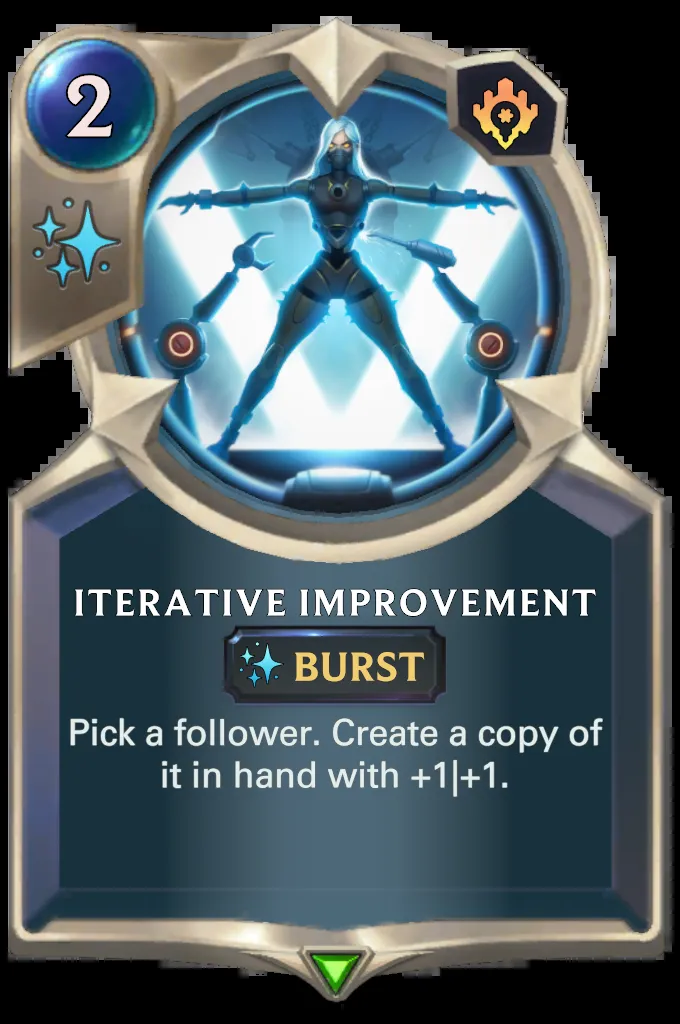 2
ITERATIVE IMPROVEMENT
BURST
Pick a follower. Create a copy of
it in hand with +1|+1.